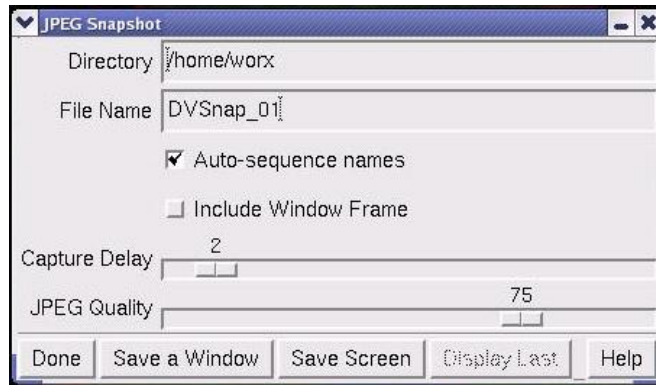 JPEG Snapshot
Directory /home/worx
File Name DVSnap_01
Auto-sequence names
Include Window Frame
2
Capture Delay
75
JPEG Quality
Done Save a Window Save Screen Display Last Help